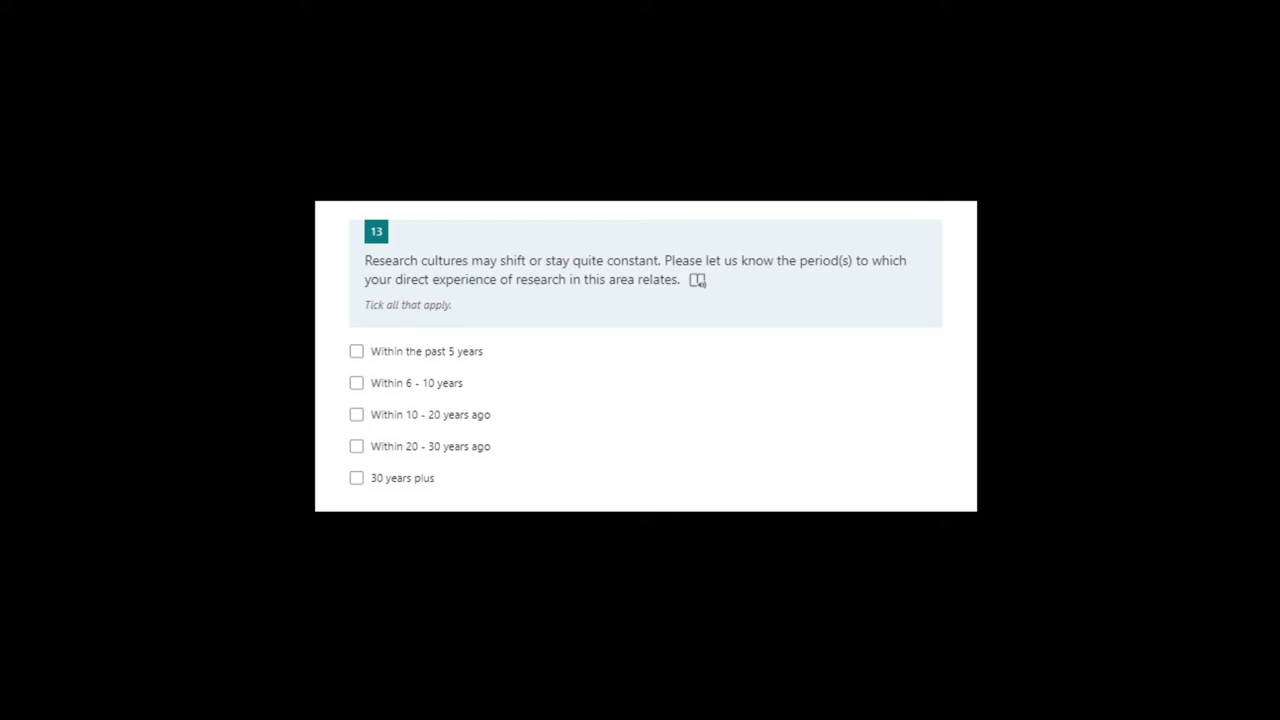 13
Research cultures may shift or stay quite constant. Please let us know the period(s) to which
your direct experience of research in this area relates.
Tick all that apply.
Within the past 5 years
Within 6 - 10 years
Within 10 - 20 years ago
Within 20 - 30 years ago
30 years plus